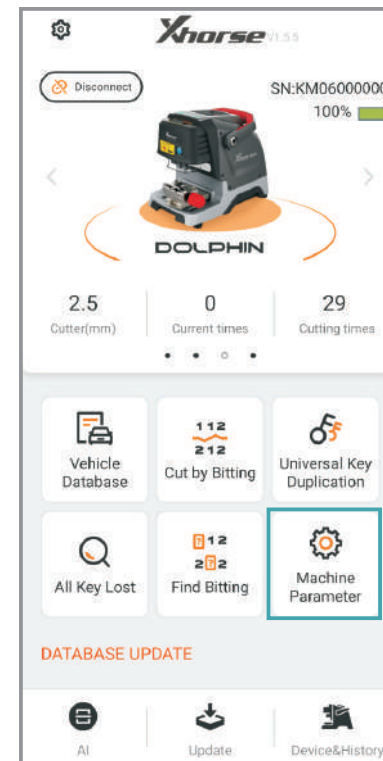 Xhorse V1.5.5
Disconnect
SN:KM06000000
100%
DOLPHIN
2.5 0 29
Cutter(mm) Current times Cutting times
112
212
Vehicle Database
Cut by Bitting
Universal Key Duplication
?12
2?2
All Key Lost
Find Bitting
Machine Parameter
DATABASE UPDATE
AI Update Device&History